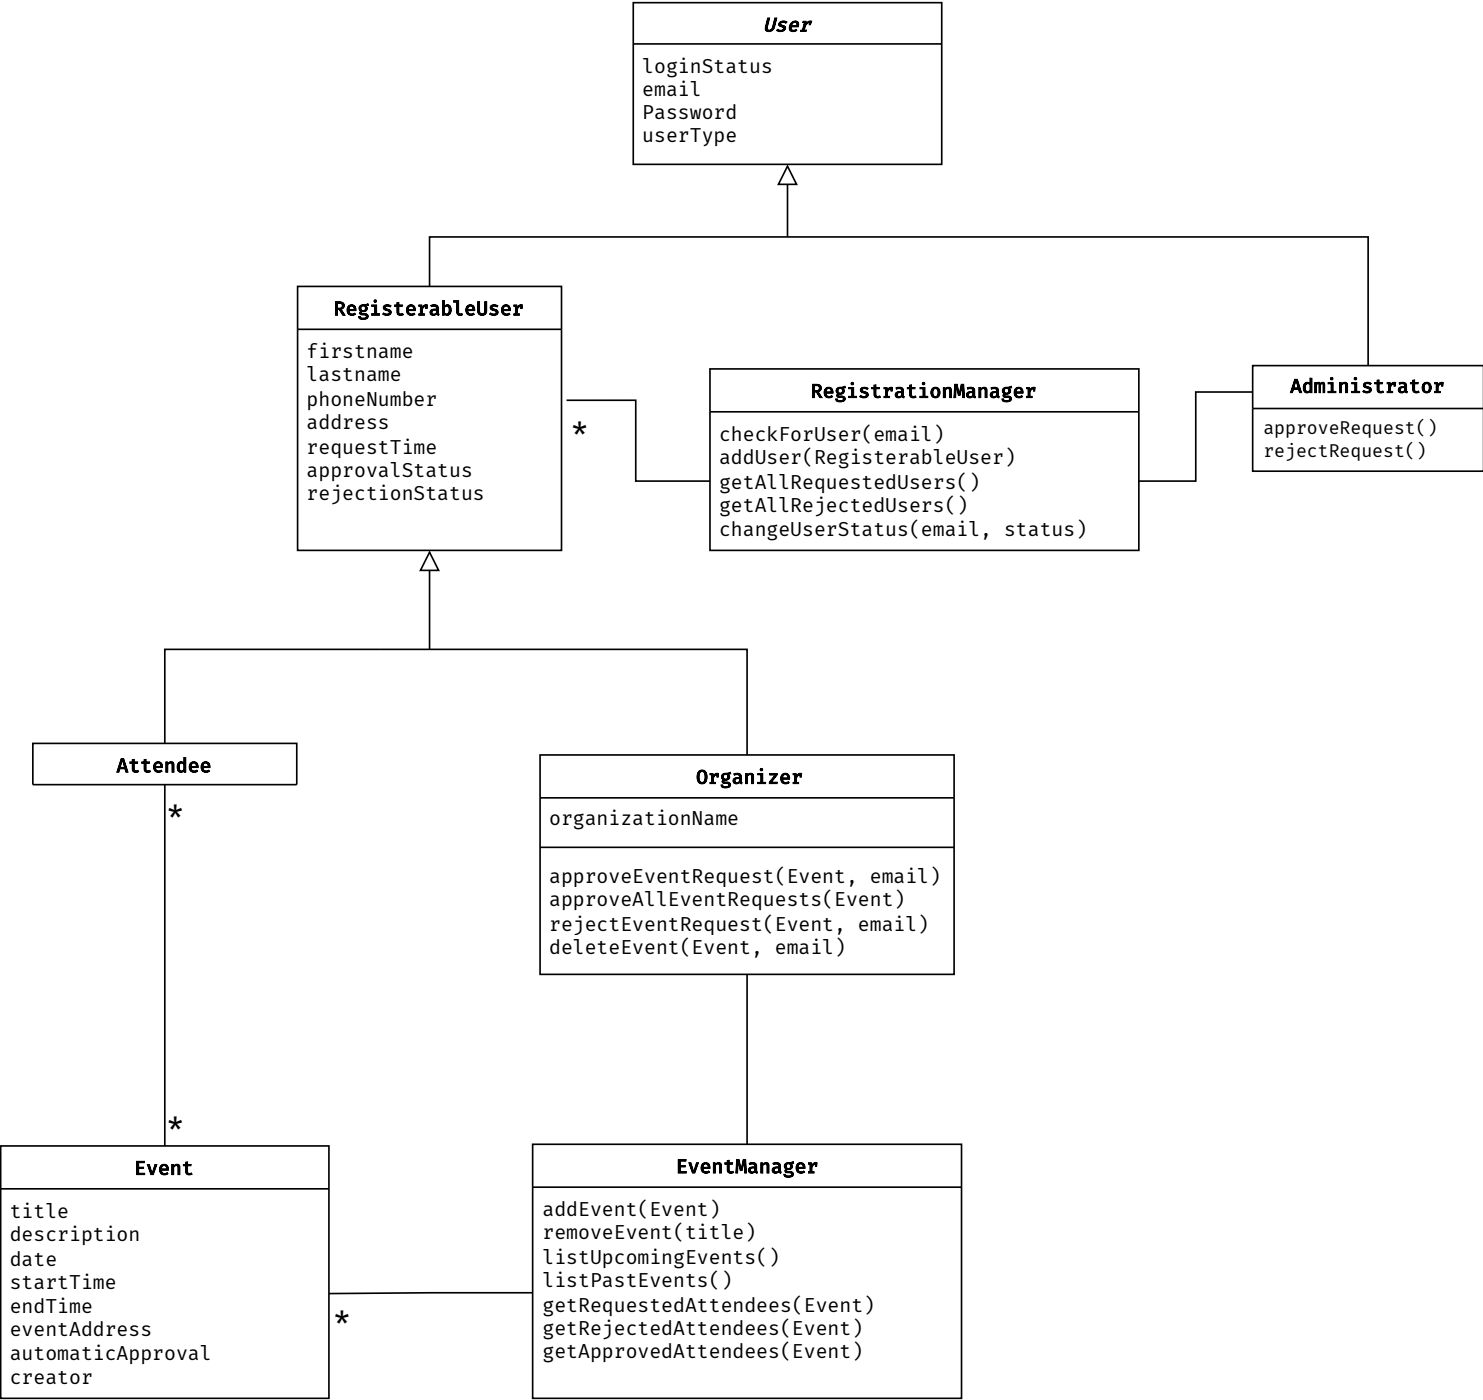 User
loginStatus
email
Password
userType
RegisterableUser
firstname
lastname
phoneNumber
address
requestTime
approvalStatus
rejectionStatus
*
RegistrationManager
checkForUser(email)
addUser(RegisterableUser)
getAllRequestedUsers()
getAllRejectedUsers()
changeUserStatus(email, status)
Administrator
approveRequest()
rejectRequest()
Attendee
*
Organizer
organizationName
approveEventRequest(Event, email)
approveAllEventRequests(Event)
rejectEventRequest(Event, email)
deleteEvent(Event, email)
*
Event
title
description
date
startTime
endTime
eventAddress
automaticApproval
creator
*
EventManager
addEvent(Event)
removeEvent(title)
listUpcomingEvents()
listPastEvents()
getRequestedAttendees(Event)
getRejectedAttendees(Event)
getApprovedAttendees(Event)